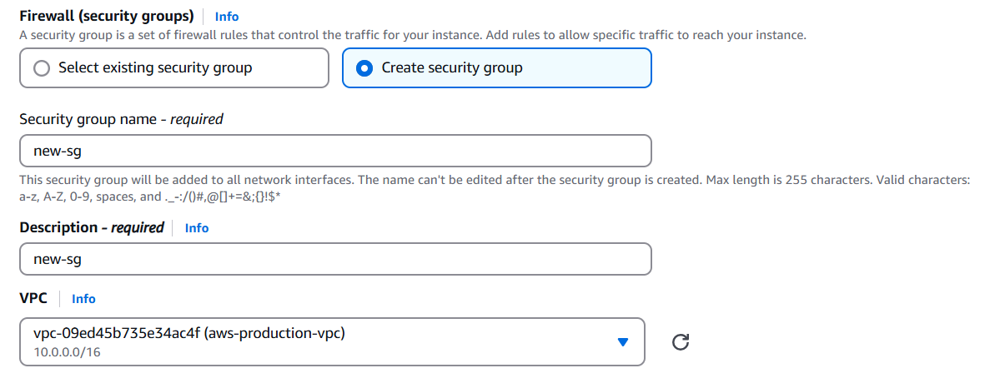 Firewall (security groups) Info
A security group is a set of firewall rules that control the traffic for your instance. Add rules to allow specific traffic to reach your instance.
Select existing security group Create security group
Security group name - required
new-sg
This security group will be added to all network interfaces. The name can't be edited after the security group is created. Max length is 255 characters. Valid characters:
a-z, A-Z, 0-9, spaces, and ._-:/()#,@[]+=&;{}!$*
Description - required Info
new-sg
VPC Info
vpc-09ed45b735e34ac4f (aws-production-vpc)
10.0.0.0/16